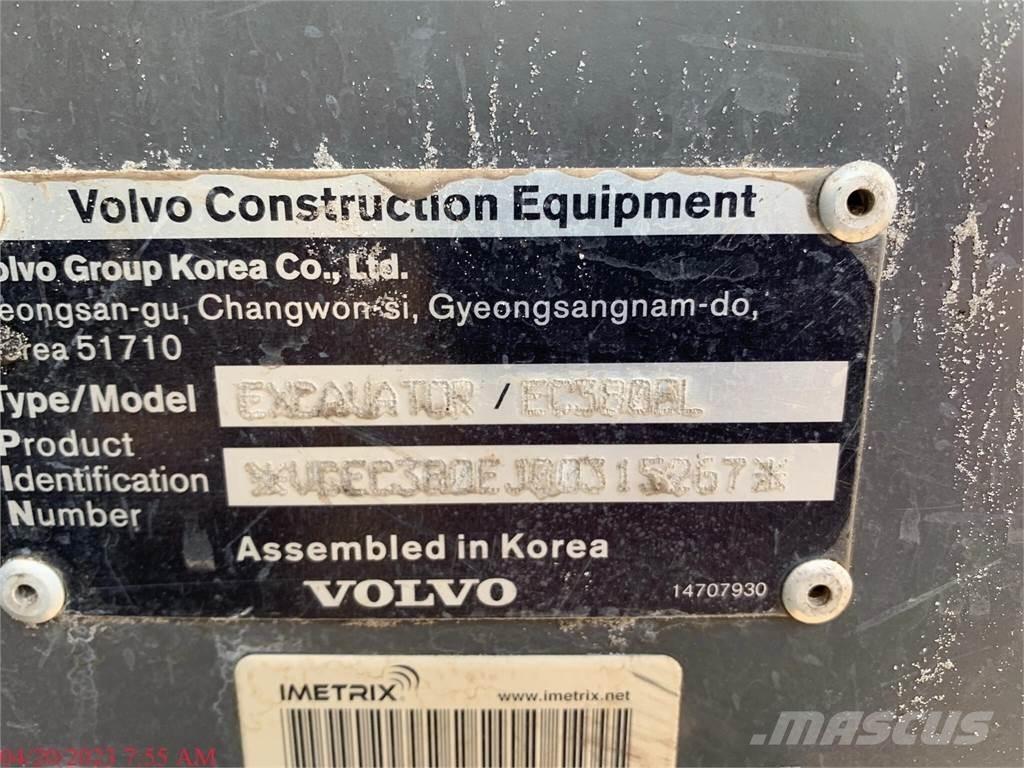 Volvo Construction Equipment
olvo Group Korea Co., Ltd.
eongsan-gu, Changwon-si, Gyeongsangnam-do,
rea 51710
Type/Model EXCAVATOR / EC380DL
Product
Identification
Number
Assembled in Korea
VOLVO
14707930
IMETRIX
www.imetrix.net
MASCUS
04/20/2023 7:55 AM